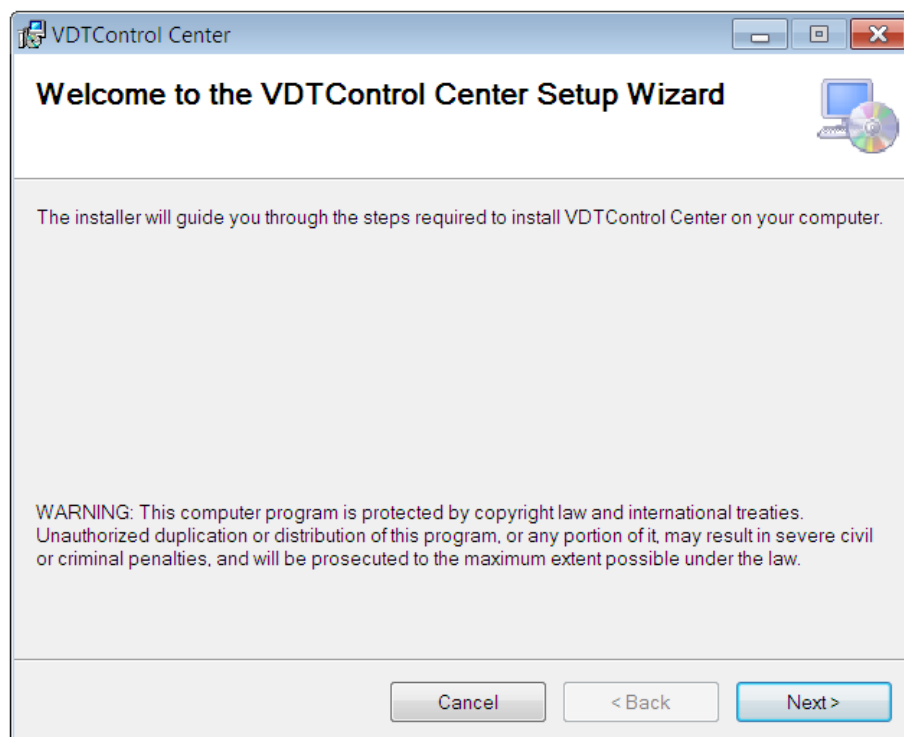 VDTControl Center
Welcome to the VDTControl Center Setup Wizard
The installer will guide you through the steps required to install VDTControl Center on your computer.
WARNING: This computer program is protected by copyright law and international treaties.
Unauthorized duplication or distribution of this program, or any portion of it, may result in severe civil
or criminal penalties, and will be prosecuted to the maximum extent possible under the law.
Cancel
< Back
Next >